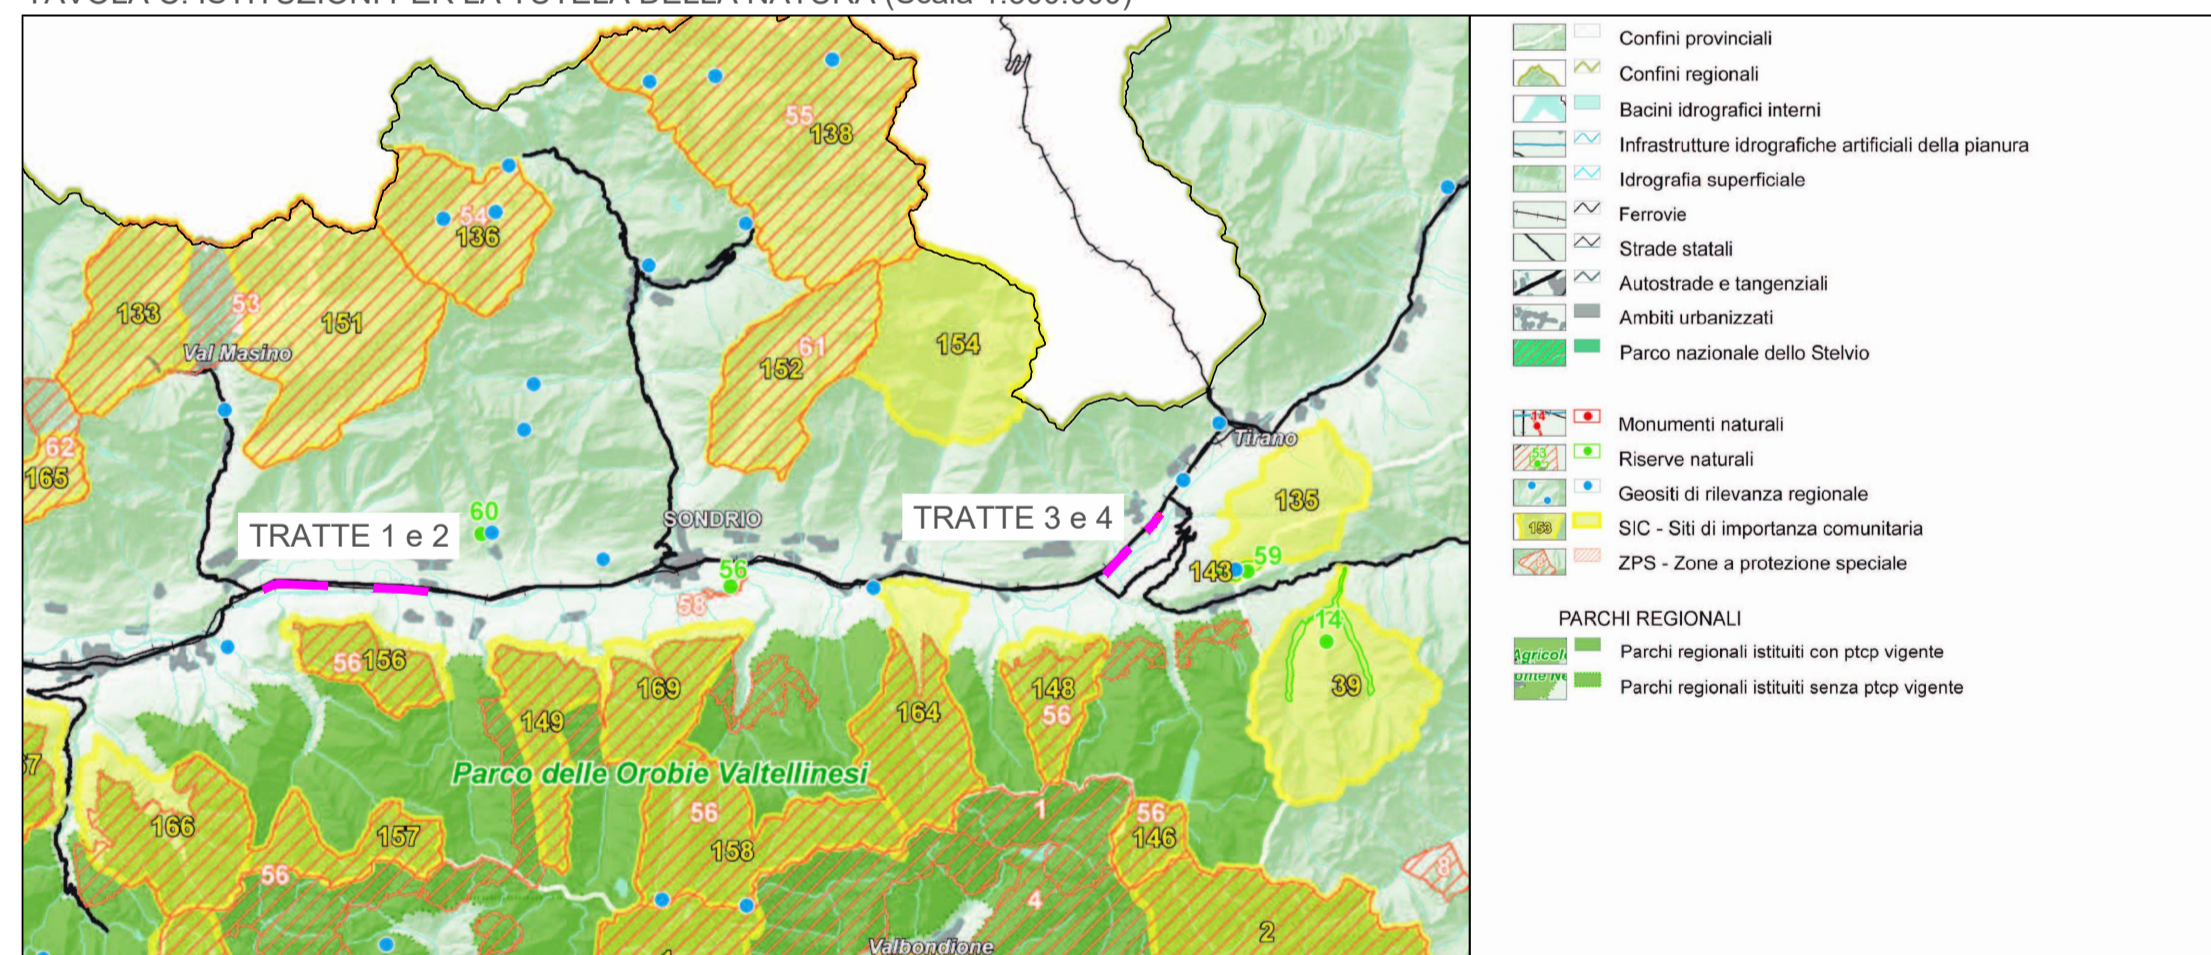 TAVOLA C: ISTITUZIONI PER LA TUTELA DELLA NATURA (Scala 1:300.000)
55
138
54
136
133
53
151
Val Masino
61
152
154
62
165
Tirano
135
60
SONDRIO
TRATTE 1 e 2
TRATTE 3 e 4
56
58
143
59
14
39
56
156
149
169
164
148
56
Parco delle Orobie Valtellinesi
166
157
56
56
158
1
56
146
4
8
2
Valbondione
Confini provinciali
Confini regionali
Bacini idrografici interni
Infrastrutture idrografiche artificiali della pianura
Idrografia superficiale
Ferrovie
Strade statali
Autostrade e tangenziali
Ambiti urbanizzati
Parco nazionale dello Stelvio
14
Monumenti naturali
53
Riserve naturali
Geositi di rilevanza regionale
153
SIC - Siti di importanza comunitaria
ZPS - Zone a protezione speciale
PARCHI REGIONALI
Parchi regionali istituiti con ptcp vigente
Parchi regionali istituiti senza ptcp vigente